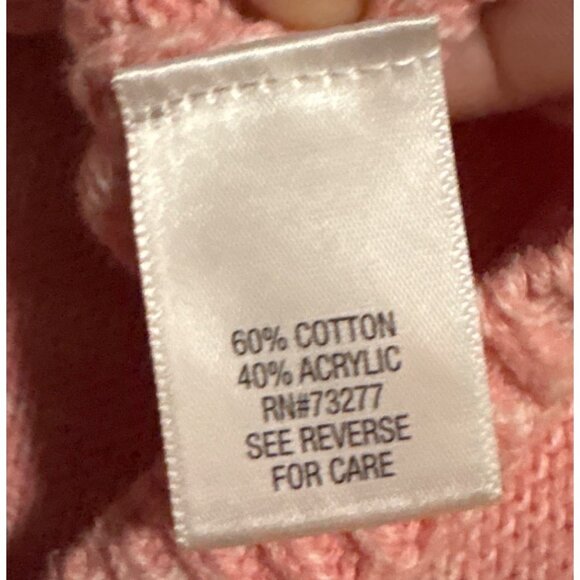 60% COTTON
40% ACRYLIC
RN#73277
SEE REVERSE
FOR CARE